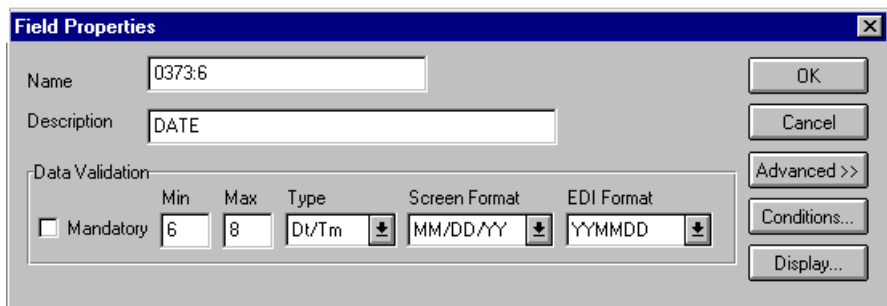 Field Properties
Name 0373:6 OK
Description DATE Cancel
Data Validation Advanced >>
Min Max Type Screen Format EDI Format
Mandatory 6 8 Dt/Tm MM/DD/YY YYMMDD Conditions...
Display...